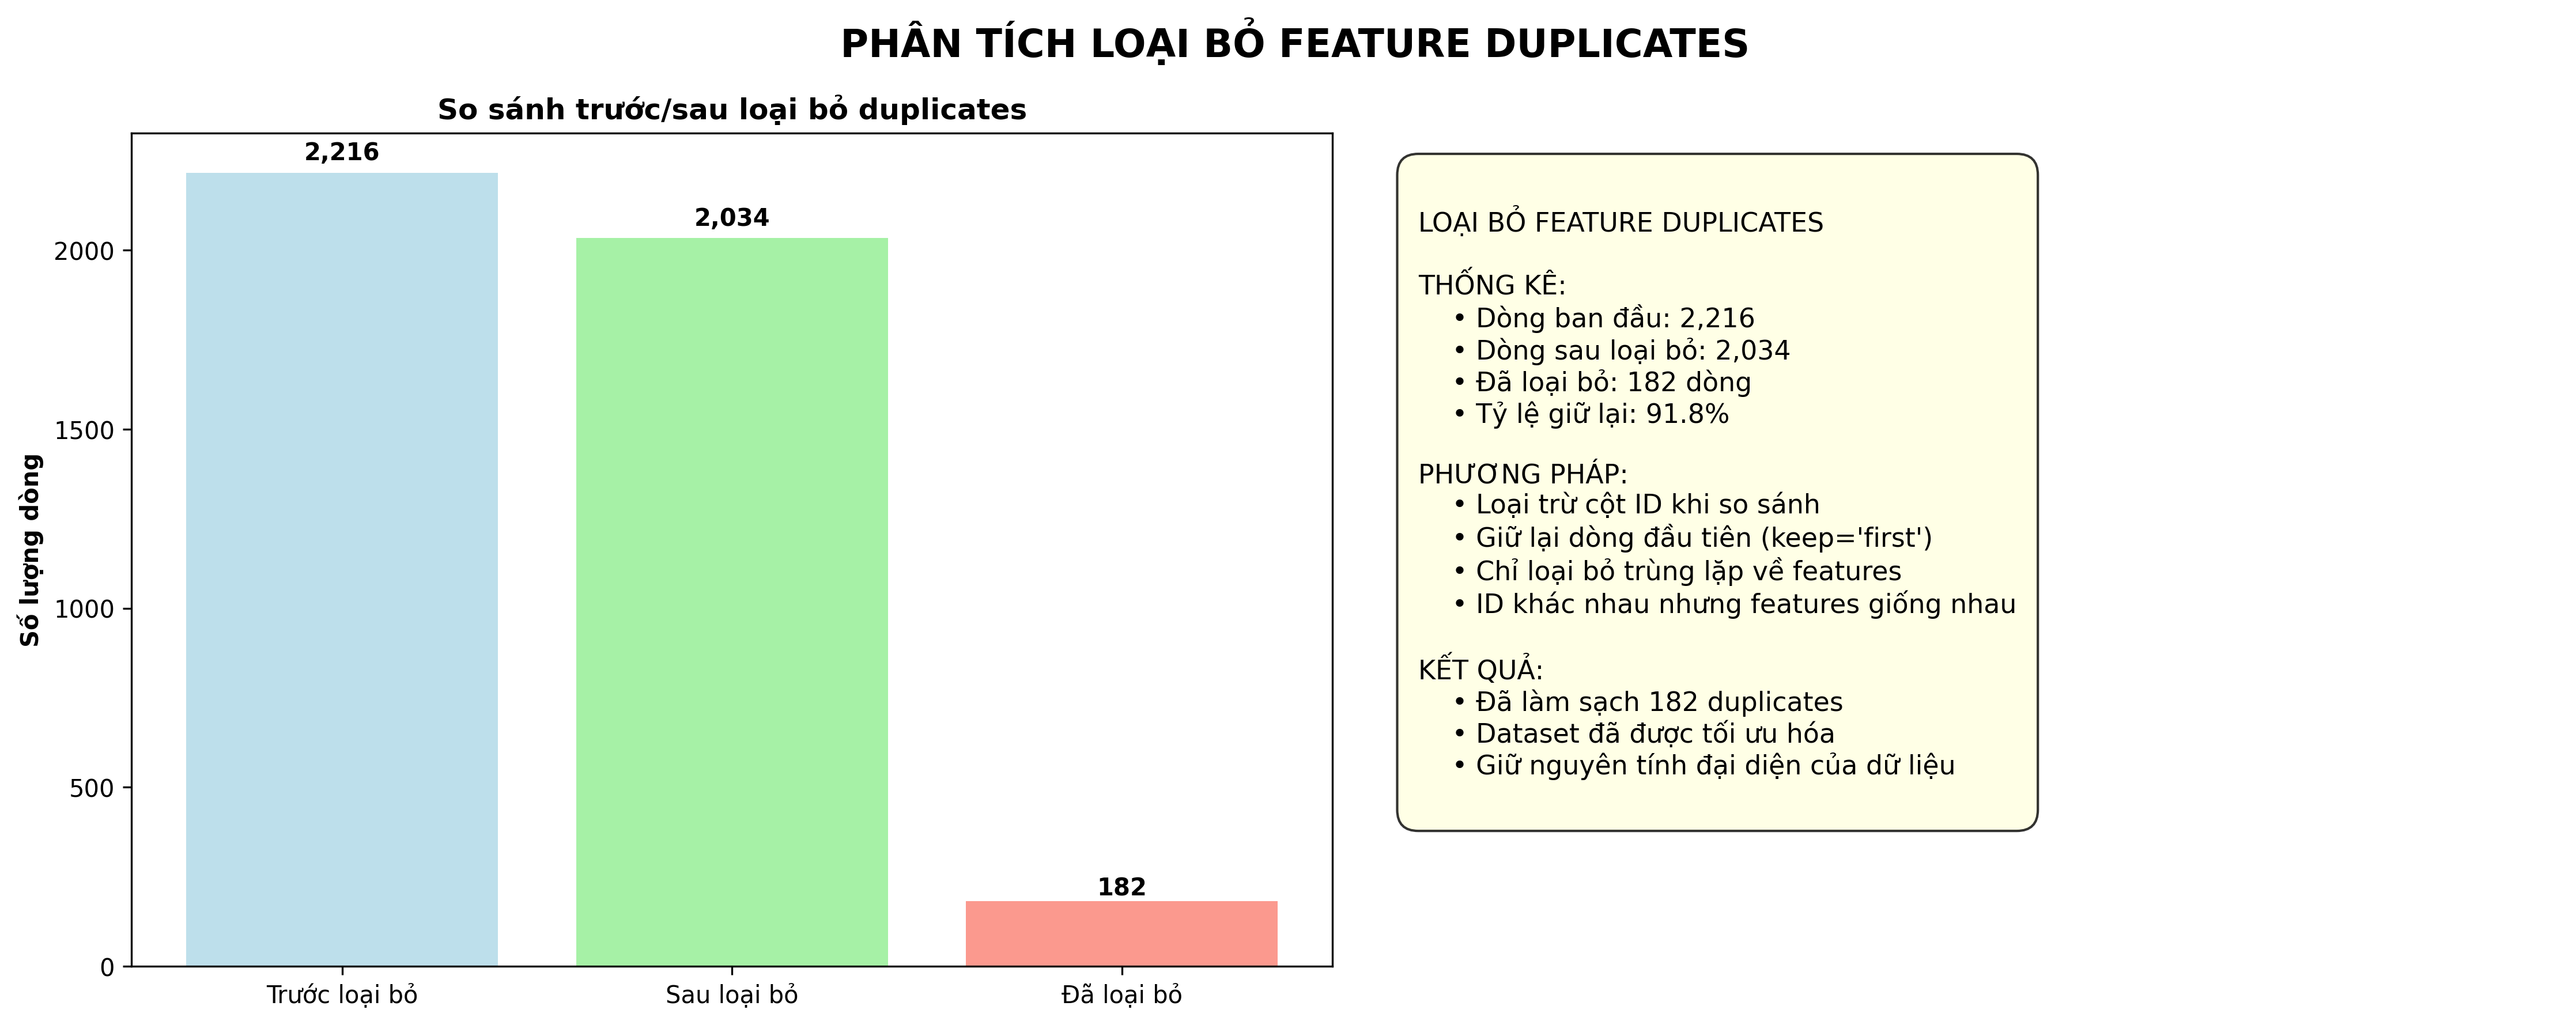 PHÂN TÍCH LOẠI BỎ FEATURE DUPLICATES
So sánh trước/sau loại bỏ duplicates
Số lượng dòng
2000
1500
1000
500
0
2,216
2,034
182
Trước loại bỏ
Sau loại bỏ
Đã loại bỏ
LOẠI BỎ FEATURE DUPLICATES
THỐNG KÊ:
• Dòng ban đầu: 2,216
• Dòng sau loại bỏ: 2,034
• Đã loại bỏ: 182 dòng
• Tỷ lệ giữ lại: 91.8%
PHƯƠNG PHÁP:
• Loại trừ cột ID khi so sánh
• Giữ lại dòng đầu tiên (keep='first')
• Chỉ loại bỏ trùng lặp về features
• ID khác nhau nhưng features giống nhau
KẾT QUẢ:
• Đã làm sạch 182 duplicates
• Dataset đã được tối ưu hóa
• Giữ nguyên tính đại diện của dữ liệu